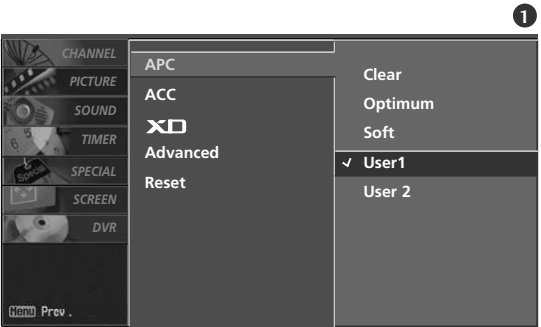 1
CHANNEL
PICTURE
SOUND
TIMER
SPECIAL
SCREEN
DVR
Menu Prev.
APC
ACC
XD
Advanced
Reset
Clear
Optimum
Soft
✓ User1
User 2